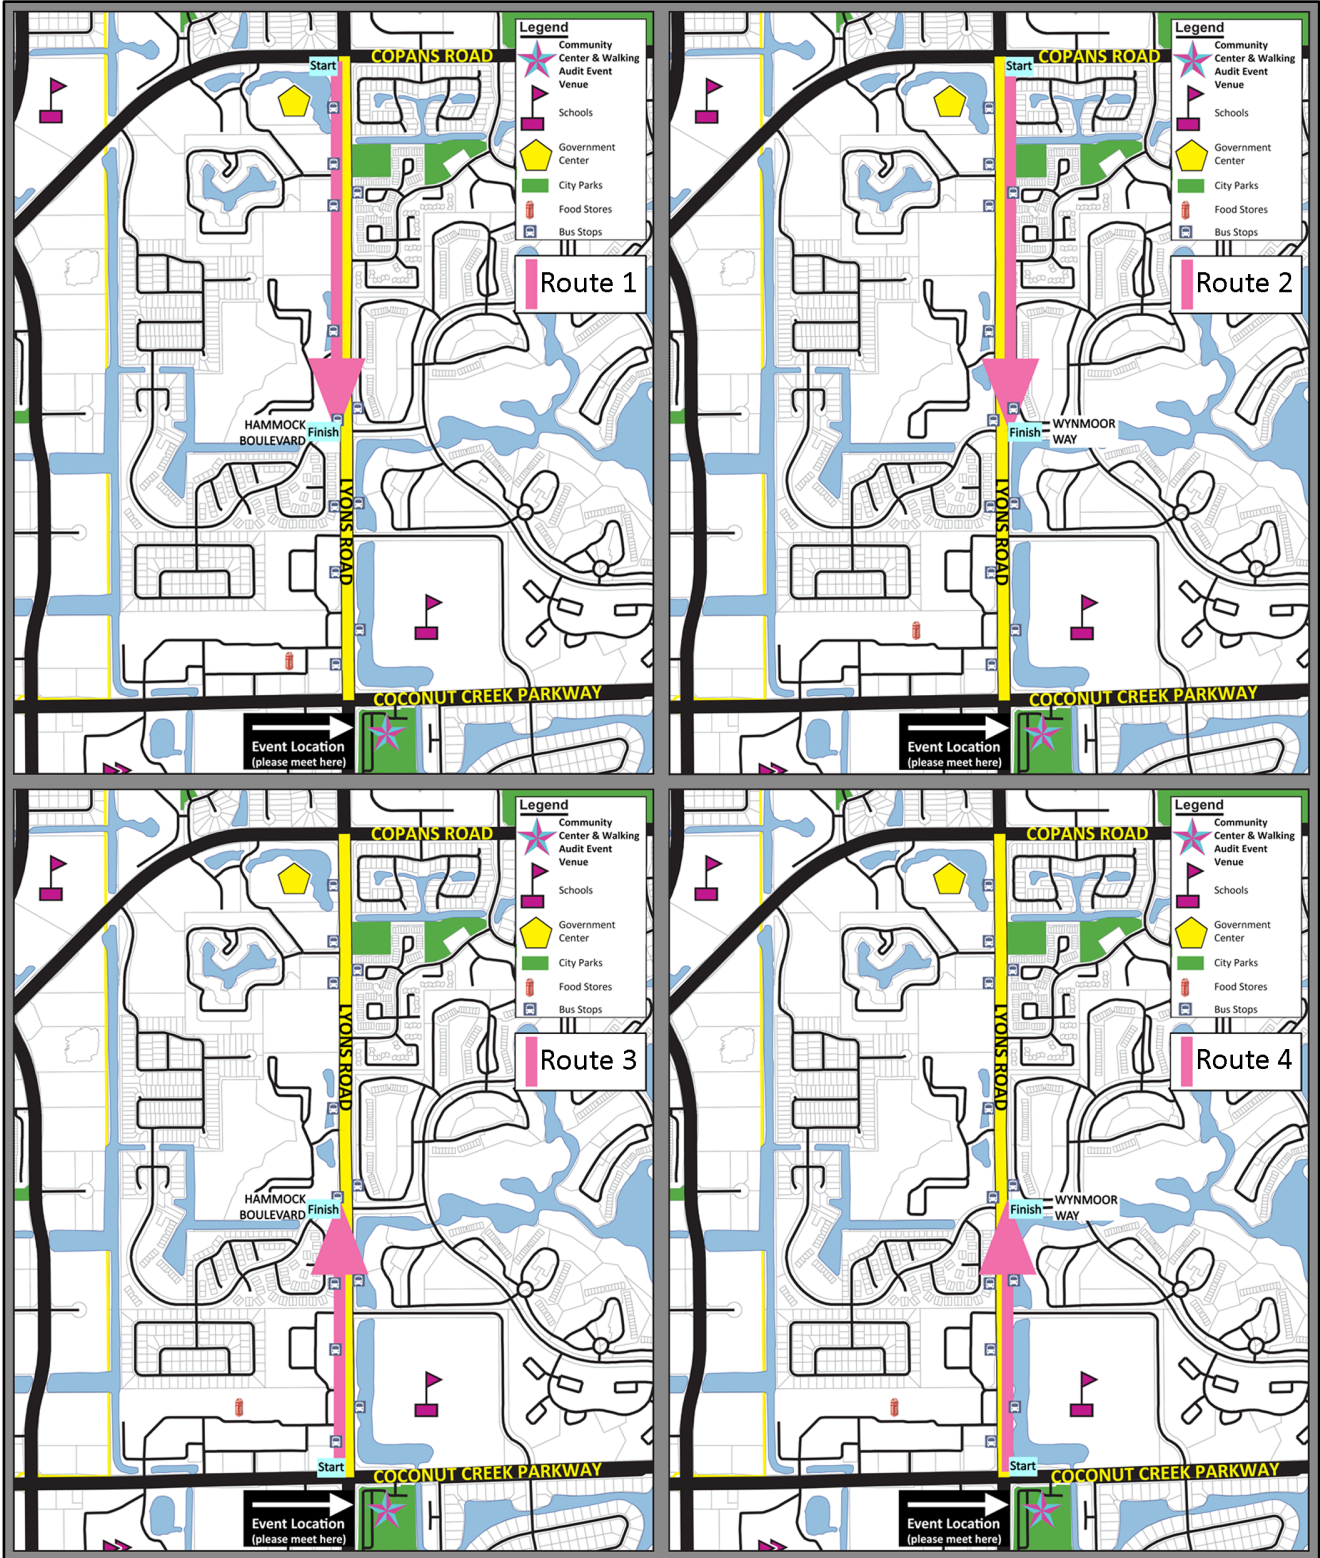 Start
COPANS ROAD
Legend
Community
Center & Walking
Audit Event
Venue
Schools
Government
Center
City Parks
Food Stores
Bus Stops
Route 1
HAMMOCK
BOULEVARD
Finish
LYONS ROAD
COCONUT CREEK PARKWAY
Event Location
(please meet here)
Start
COPANS ROAD
Legend
Community
Center & Walking
Audit Event
Venue
Schools
Government
Center
City Parks
Food Stores
Bus Stops
Route 2
Finish
WYNMOOR
WAY
LYONS ROAD
COCONUT CREEK PARKWAY
Event Location
(please meet here)
COPANS ROAD
Legend
Community
Center & Walking
Audit Event
Venue
Schools
Government
Center
City Parks
Food Stores
Bus Stops
Route 3
LYONS ROAD
HAMMOCK
BOULEVARD
Finish
Start
COCONUT CREEK PARKWAY
Event Location
(please meet here)
COPANS ROAD
Legend
Community
Center & Walking
Audit Event
Venue
Schools
Government
Center
City Parks
Food Stores
Bus Stops
Route 4
LYONS ROAD
Finish
WYNMOOR
WAY
Start
COCONUT CREEK PARKWAY
Event Location
(please meet here)